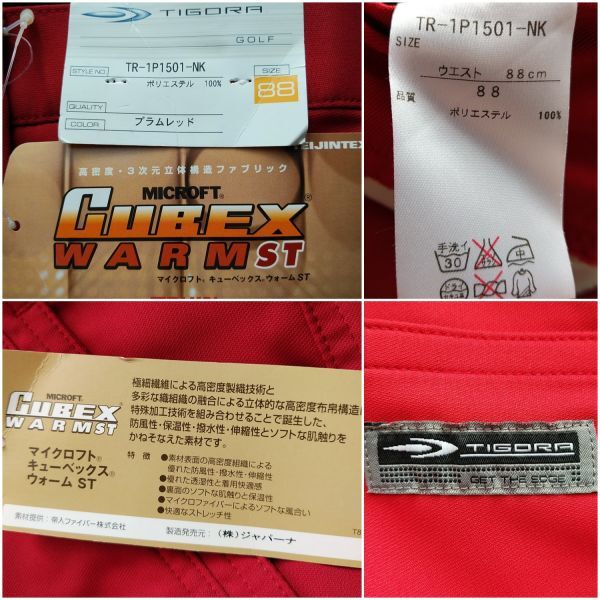 TIGORA
GOLF
STYLE NO. TR-1P1501-NK
ポリエステル 100%
SIZE
88
QUALITY
COLOR プラムレッド
TEIJINTEX
高密度・3次元立体構造ファブリック
MICROFT®
CUBEX®
WARM ST
マイクロフト® キューベックス® ウォーム ST
TR-1P1501-NK
SIZE
ウエスト 88cm
88
品質
ポリエステル 100%
手洗イ
30
中
ドライ
MICROFT®
CUBEX®
WARM ST
マイクロフト®
キューベックス®
ウォーム ST
極細繊維による高密度製織技術と
多彩な織組織の融合による立体的な高密度布帛構造に
特殊加工技術を組み合わせることで誕生した、
防風性・保温性・撥水性・伸縮性とソフトな肌触りを
かねそなえた素材です。
特徴 ●素材表面の高密度組織による
優れた防風性・撥水性・伸縮性
●優れた透湿性と着用快適感
●裏面のソフトな肌触りと保温性
●マイクロファイバーによるソフトな風合い
●快適なストレッチ性
素材提供：帝人ファイバー株式会社
製造発売元：（株）ジャパーナ
T8
TIGORA
GET THE EDGE